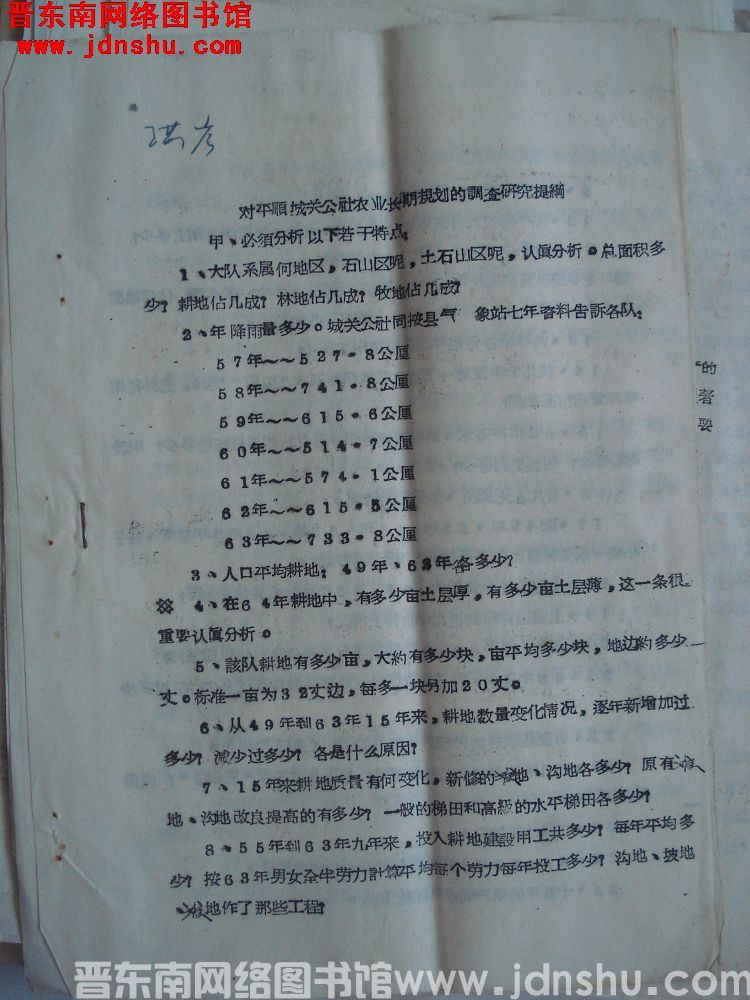 晋东南网络图书馆
www.jdnshu.com
对平順城关公社农业长期規划的調查研究提綱
甲、必須分析以下若干特点。
1、大队系属何地区，石山区呢，土石山区呢，认眞分析。总面积多
少？耕地佔几成？林地佔几成？牧地佔几成？
2、年降雨量多少。城关公社同按县气 象站七年資料告訴各队：
57年～～527·8公厘
58年～～741·8公厘
59年～～615·6公厘
60年～～514·7公厘
61年～～574·1公厘
62年～～615·5公厘
63年～～733·8公厘
3、人口平均耕地：49年、63年各多少？
※ 4、在64年耕地中，有多少亩土层厚，有多少亩土层薄，这一条很
重要认眞分析。
5、該队耕地有多少亩，大約有多少块，亩平均多少块，地边約多少
丈。标准一亩为32丈边，每多一块另加20丈。
6、从49年到63年15年来，耕地数量变化情况，逐年新增加过
多少？减少过多少？各是什么原因？
7、15年来耕地质量有何变化，新修的 地、沟地各多少？原有
地、沟地改良提高的有多少？一般的梯田和高級的水平梯田各多少？
8、55年到63年九年来，投入耕地建設用工共多少？每年平均多
少？按63年男女全半劳力計算平均每个劳力每年投工多少？沟地、坡地
、 地作了那些工程？
的
著
要
晋东南网络图书馆www.jdnshu.com